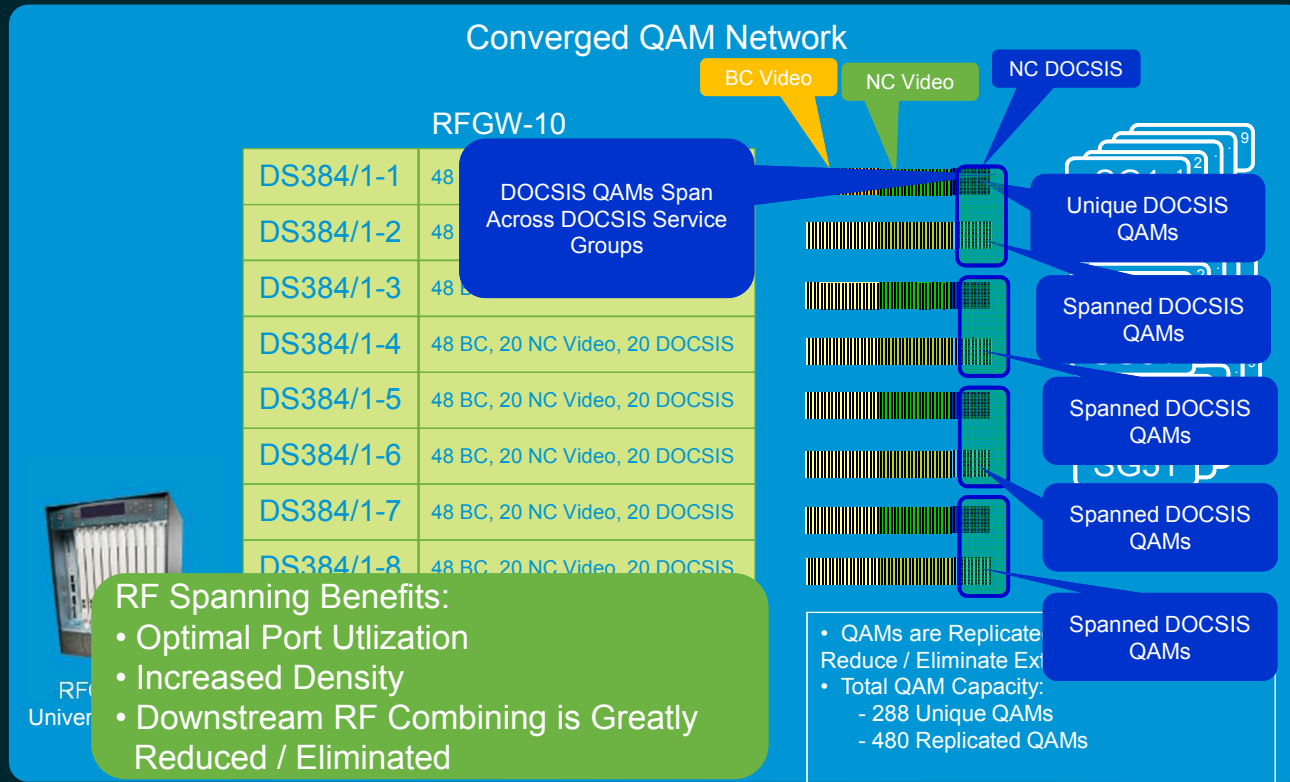 Converged QAM Network
BC Video
NC Video
NC DOCSIS
RFGW-10
DS384/1-1
48
DS384/1-2
48
DS384/1-3
48
DS384/1-4
48 BC, 20 NC Video, 20 DOCSIS
DS384/1-5
48 BC, 20 NC Video, 20 DOCSIS
DS384/1-6
48 BC, 20 NC Video, 20 DOCSIS
DS384/1-7
48 BC, 20 NC Video, 20 DOCSIS
DS384/1-8
48 BC, 20 NC Video, 20 DOCSIS
DOCSIS QAMs Span
Across DOCSIS Service
Groups
9
2
1
Unique DOCSIS
QAMs
2
Spanned DOCSIS
QAMs
9
Spanned DOCSIS
QAMs
SG51
Spanned DOCSIS
QAMs
Spanned DOCSIS
QAMs
RF Spanning Benefits:
• Optimal Port Utlization
• Increased Density
• Downstream RF Combining is Greatly
Reduced / Eliminated
• QAMs are
Reduce / Eliminate
• Total QAM Capacity:
- 288 Unique QAMs
- 480 Replicated QAMs